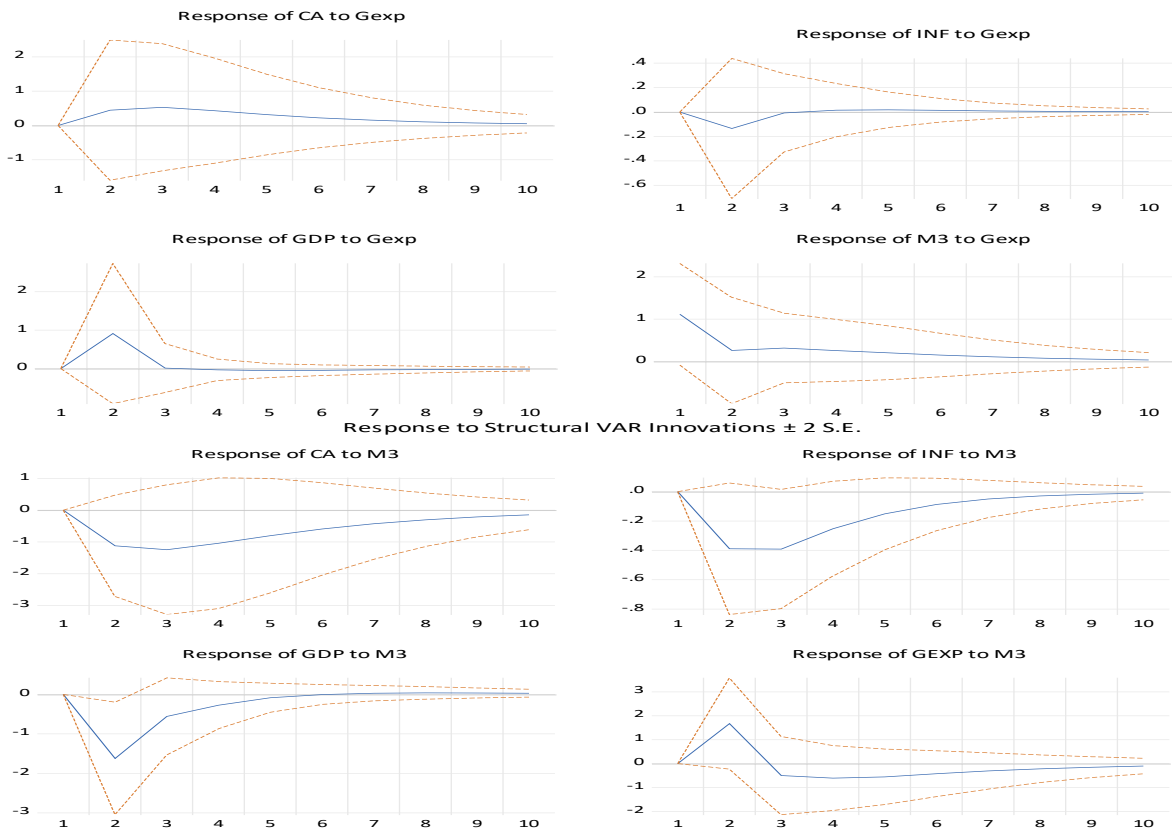 Response of CA to Gexp
2
1
0
-1
1 2 3 4 5 6 7 8 9 10
Response of INF to Gexp
.4
.2
.0
-.2
-.4
-.6
1 2 3 4 5 6 7 8 9 10
Response of GDP to Gexp
2
1
0
1 2 3 4 5 6 7 8 9 10
Response of M3 to Gexp
2
1
0
1 2 3 4 5 6 7 8 9 10
Response to Structural VAR Innovations ± 2 S.E.
Response of CA to M3
1
0
-1
-2
-3
1 2 3 4 5 6 7 8 9 10
Response of INF to M3
.0
-.2
-.4
-.6
-.8
1 2 3 4 5 6 7 8 9 10
Response of GDP to M3
0
-1
-2
-3
1 2 3 4 5 6 7 8 9 10
Response of GEXP to M3
3
2
1
0
-1
-2
1 2 3 4 5 6 7 8 9 10